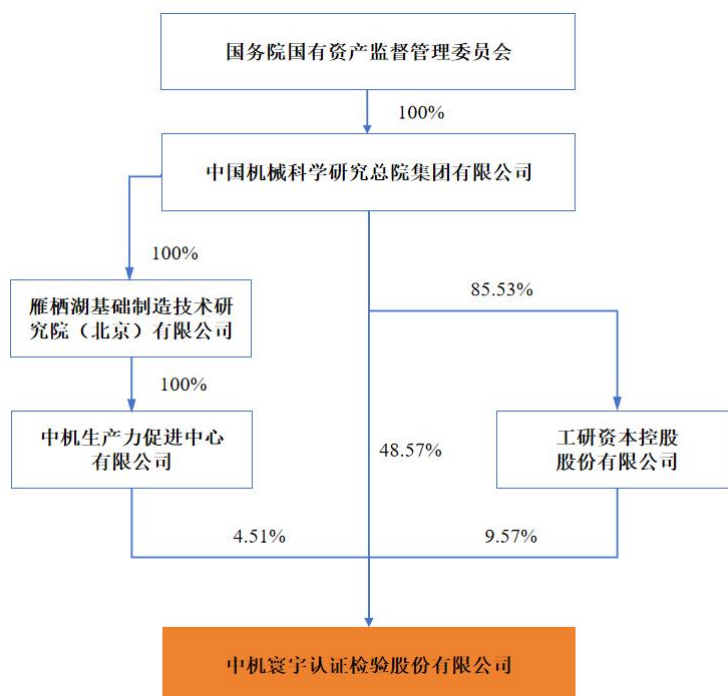 国务院国有资产监督管理委员会
100%
中国机械科学研究总院集团有限公司
100%
85.53%
雁栖湖基础制造技术研
究院（北京）有限公司
100%
中机生产力促进中心
有限公司
48.57%
工研资本控股
股份有限公司
4.51%
9.57%
中机寰宇认证检验股份有限公司